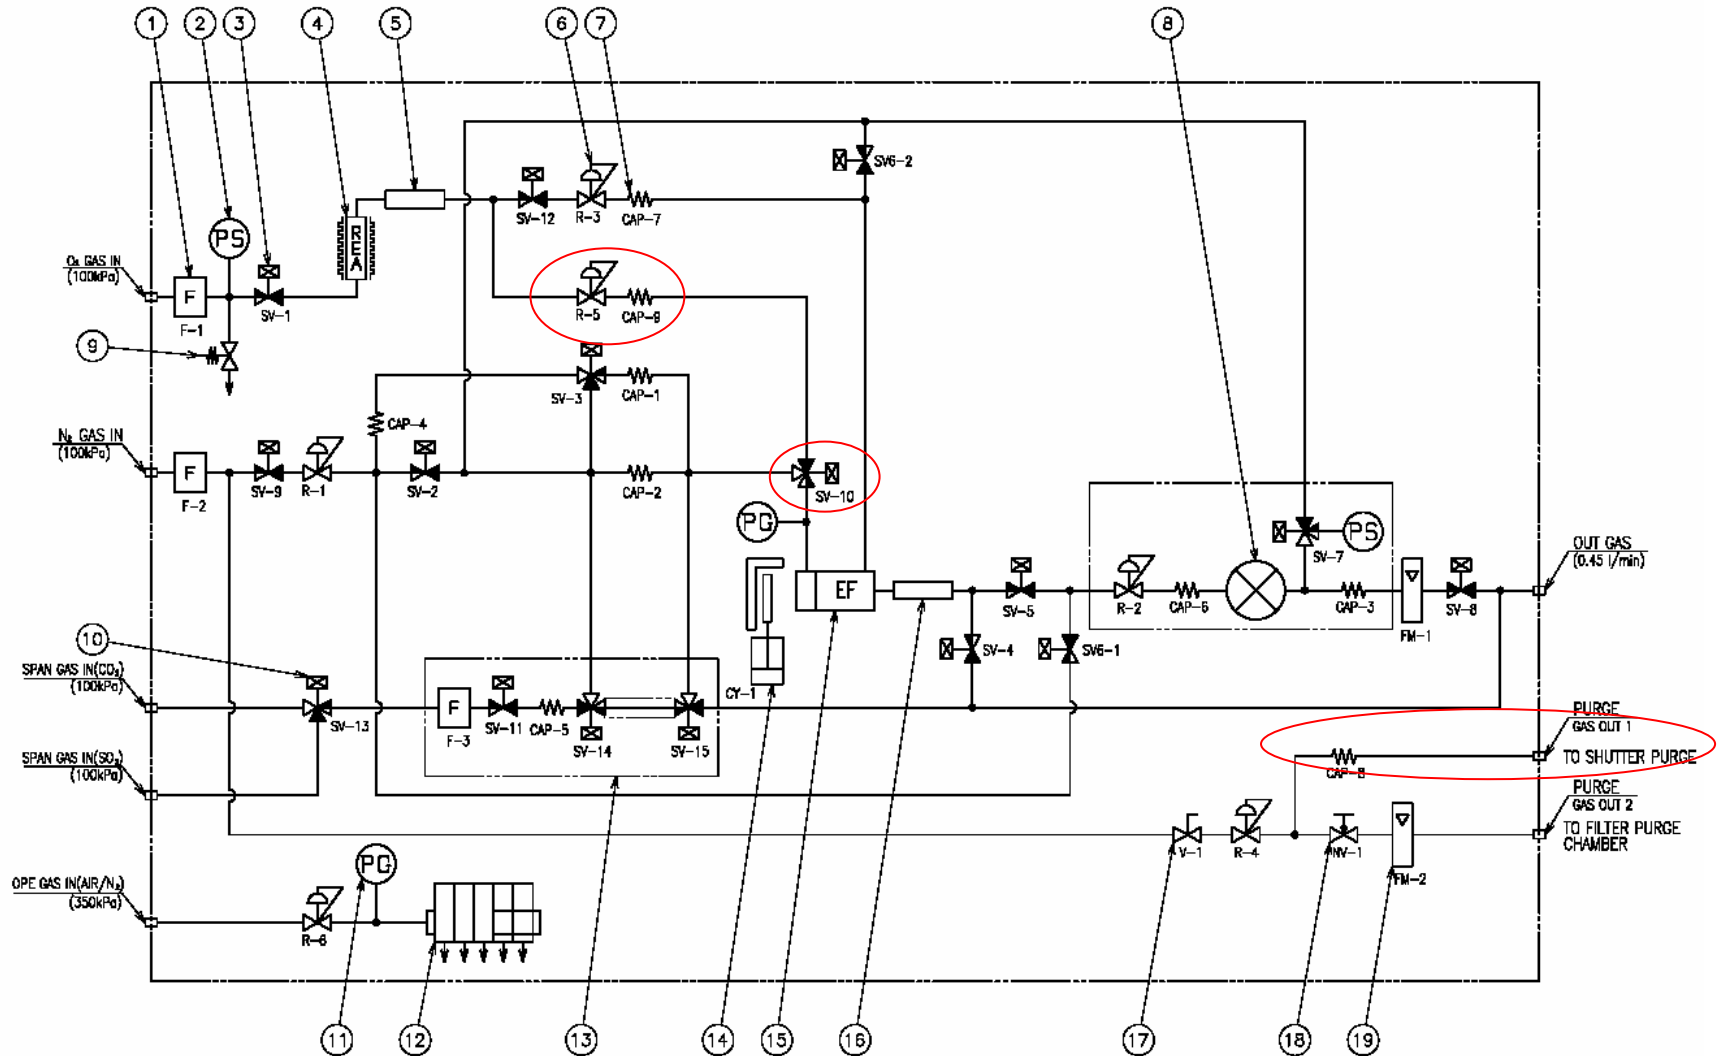 1
2
3
4
5
6
7
8
SV6-2
SV-12
R-3
CAP-7
PS
REA
O₂ GAS IN
(100kPa)
F
F-1
SV-1
R-5
CAP-9
9
SV-3
CAP-1
CAP-4
N₂ GAS IN
(100kPa)
F
F-2
SV-9
R-1
SV-2
CAP-2
SV-10
PG
PS
SV-7
OUT GAS
(0.45 l/min)
EF
SV-5
R-2
CAP-6
CAP-3
FM-1
SV-8
10
SV-4
SV6-1
SPAN GAS IN(CO₂)
(100kPa)
SV-13
F
F-3
SV-11
CAP-5
SV-14
SV-15
CY-1
PURGE
GAS OUT 1
SPAN GAS IN(SO₂)
(100kPa)
CAP-8
TO SHUTTER PURGE
PURGE
GAS OUT 2
V-1
R-4
NV-1
FM-2
TO FILTER PURGE
CHAMBER
PG
OPE GAS IN(AIR/N₂)
(350kPa)
R-6
11
12
13
14
15
16
17
18
19